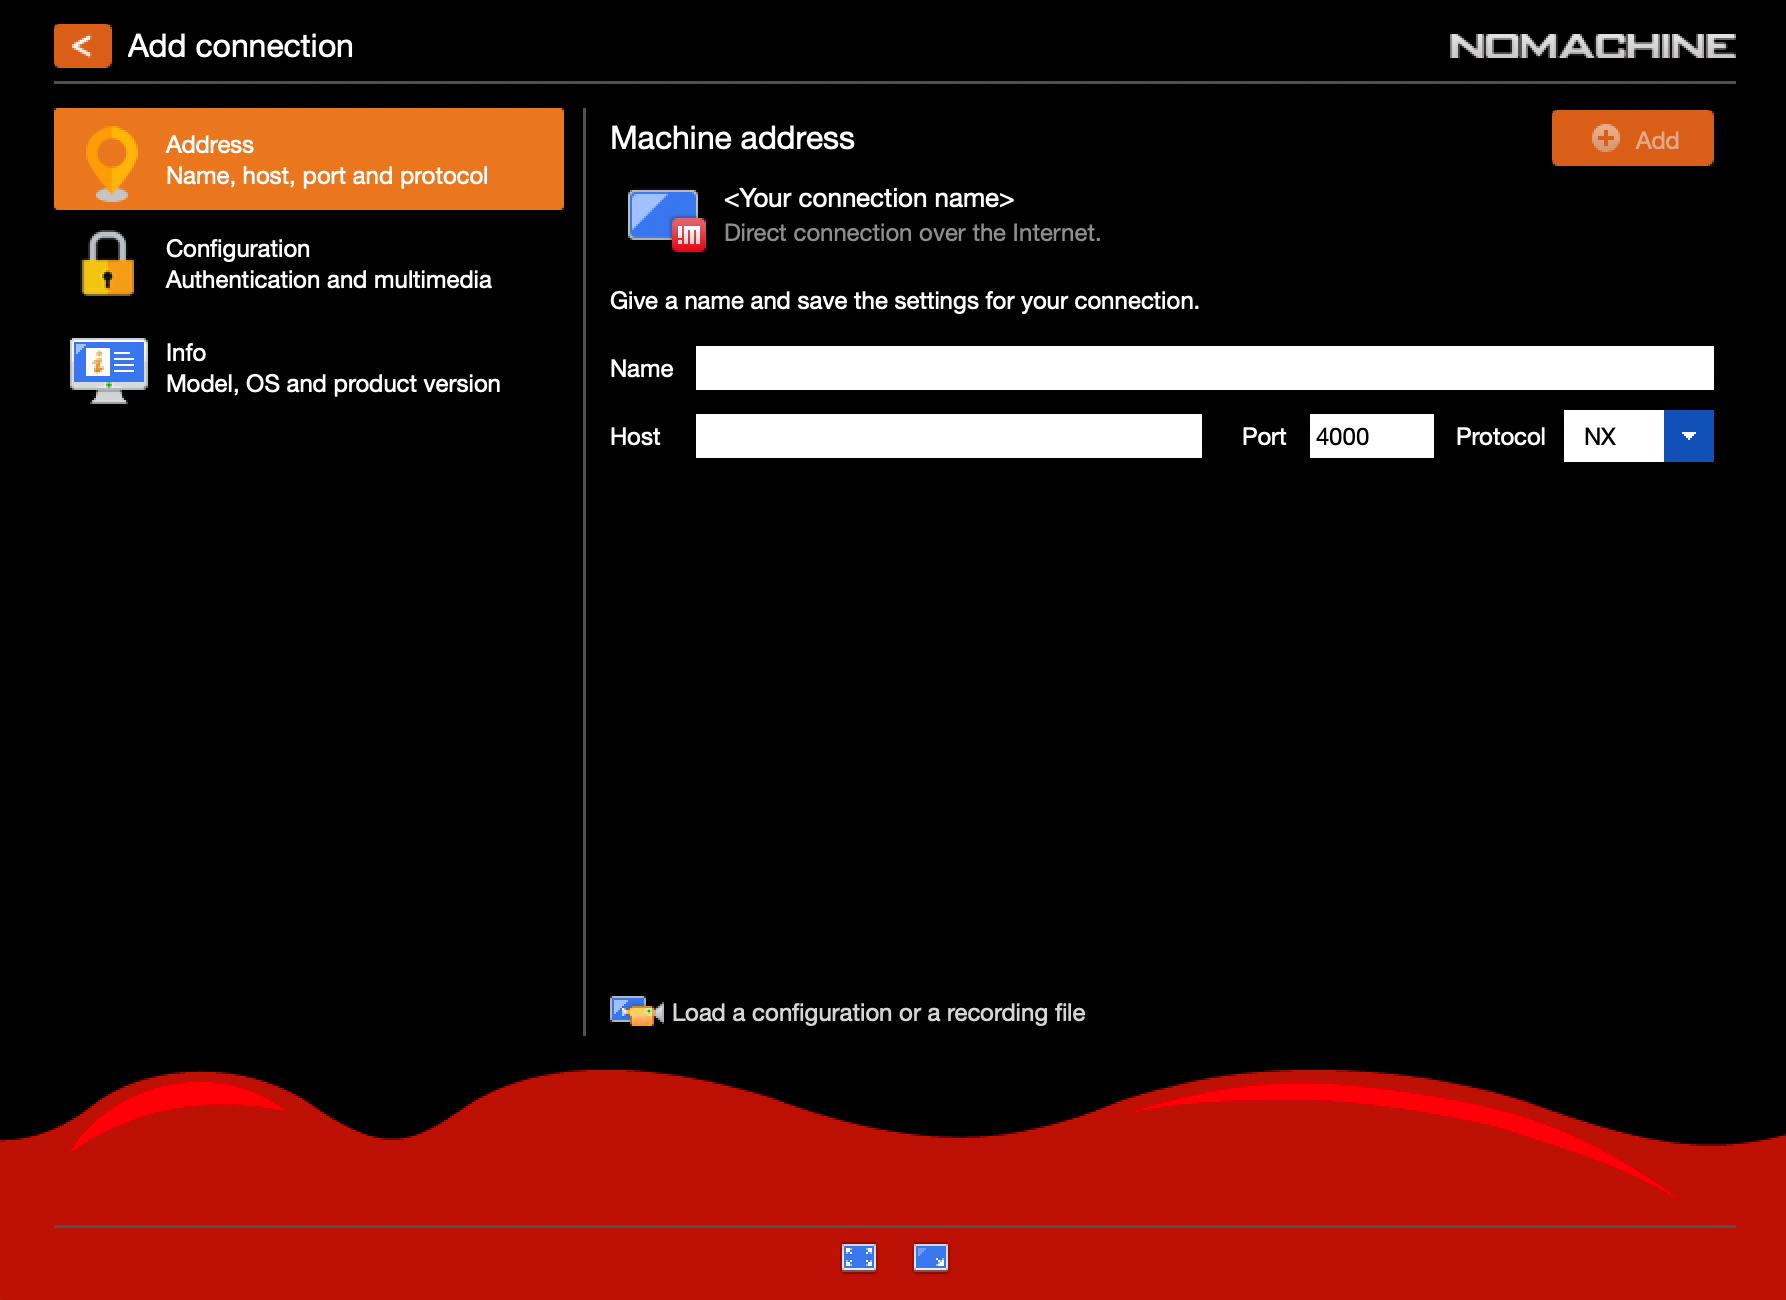 Add connection
NOMACHINE
Address
Name, host, port and protocol
Configuration
Authentication and multimedia
Info
Model, OS and product version
Machine address
Add
<Your connection name>
Direct connection over the Internet.
Give a name and save the settings for your connection.
Name
Host
Port 4000 Protocol NX
Load a configuration or a recording file